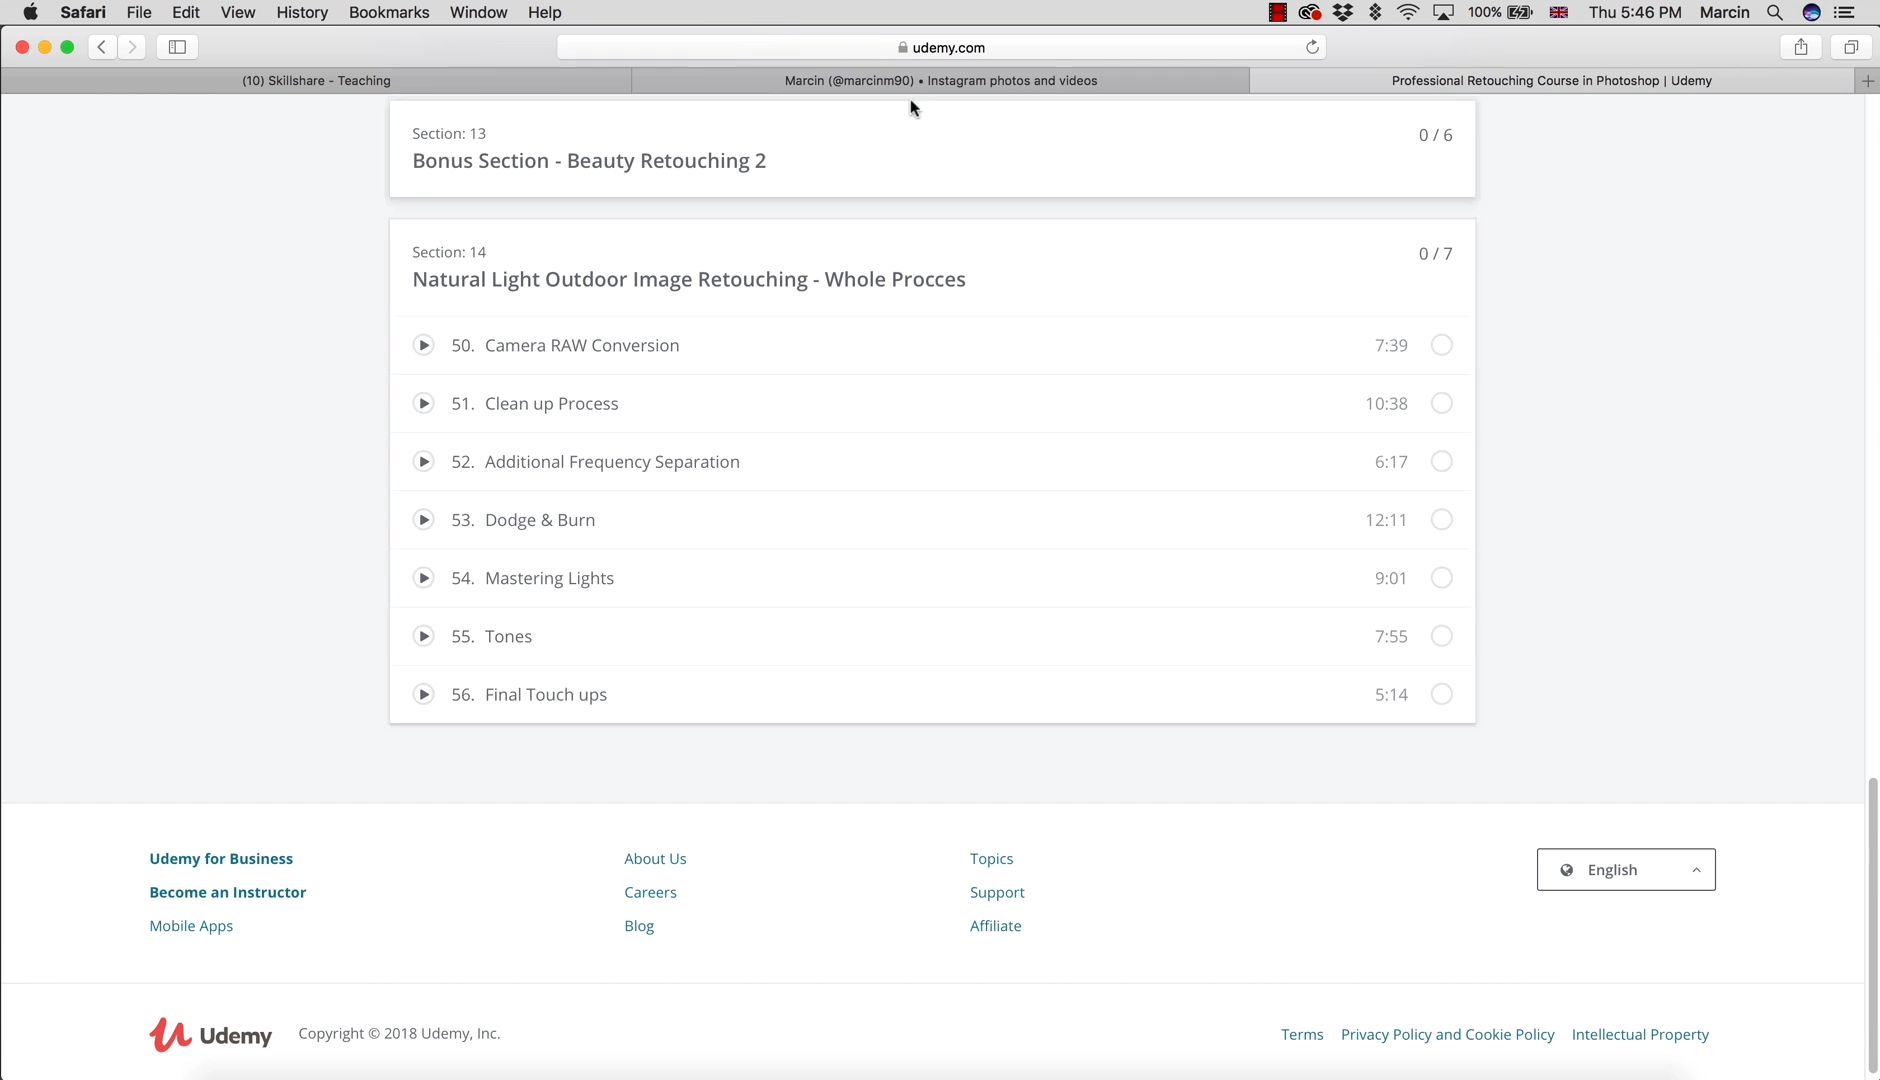 Safari File Edit View History Bookmarks Window Help 100% Thu 5:46 PM Marcin
udemy.com
(10) Skillshare - Teaching
Marcin (@marcinm90) • Instagram photos and videos
Professional Retouching Course in Photoshop | Udemy
Section: 13
0 / 6
Bonus Section - Beauty Retouching 2
Section: 14
0 / 7
Natural Light Outdoor Image Retouching - Whole Procces
50. Camera RAW Conversion 7:39
51. Clean up Process 10:38
52. Additional Frequency Separation 6:17
53. Dodge & Burn 12:11
54. Mastering Lights 9:01
55. Tones 7:55
56. Final Touch ups 5:14
Udemy for Business
Become an Instructor
Mobile Apps
About Us
Careers
Blog
Topics
Support
Affiliate
English
Udemy
Copyright © 2018 Udemy, Inc.
Terms Privacy Policy and Cookie Policy Intellectual Property